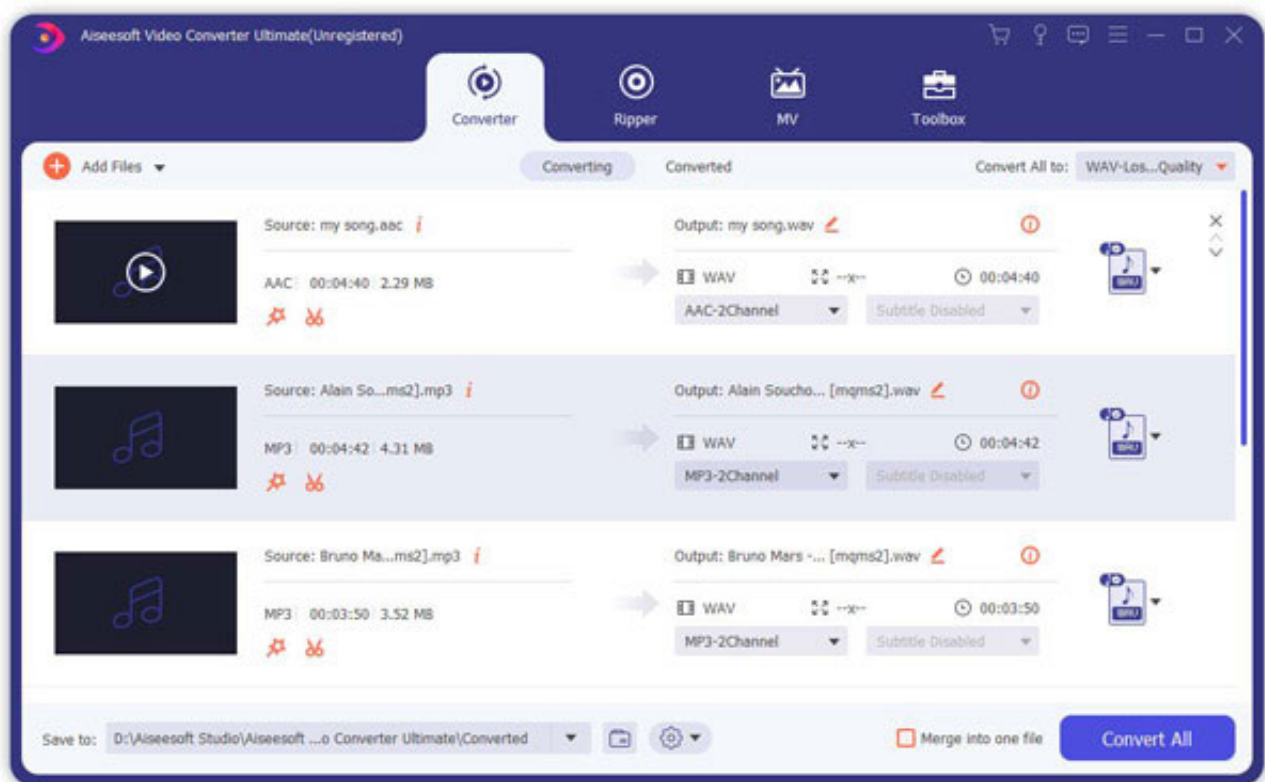 Aiseesoft Video Converter Ultimate(Unregistered)
Converter
Ripper
MV
Toolbox
Add Files
Converting
Converted
Convert All to:
WAV-Los...Quality
Source: my song.aac
Output: my song.wav
AAC 00:04:40 2.29 MB
WAV --x-- 00:04:40
AAC-2Channel
Subtitle Disabled
Source: Alain So...ms2].mp3
Output: Alain Soucho... [mqms2].wav
MP3 00:04:42 4.31 MB
WAV --x-- 00:04:42
MP3-2Channel
Subtitle Disabled
Source: Bruno Ma...ms2].mp3
Output: Bruno Mars -... [mqms2].wav
MP3 00:03:50 3.52 MB
WAV --x-- 00:03:50
MP3-2Channel
Subtitle Disabled
Save to:
D:\Aiseesoft Studio\Aiseesoft ...o Converter Ultimate\Converted
Merge into one file
Convert All